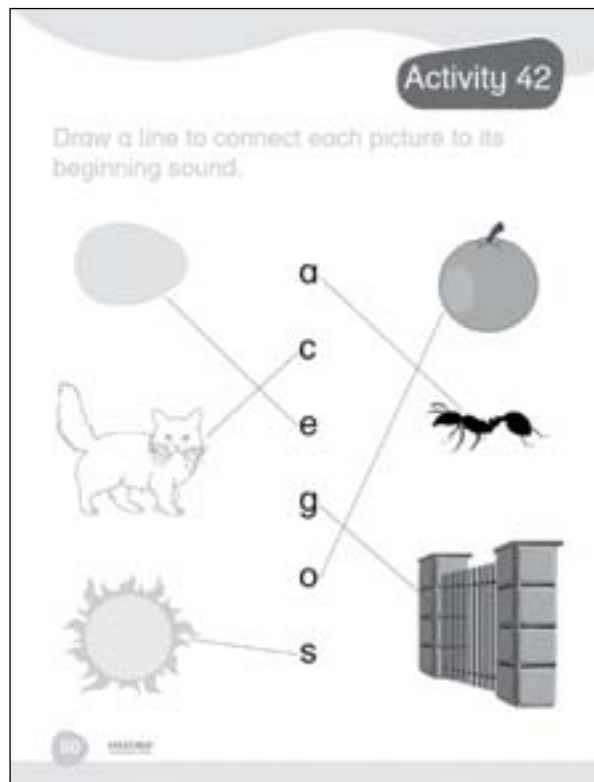 Activity 42
Draw a line to connect each picture to its
beginning sound.
a
c
e
g
o
s